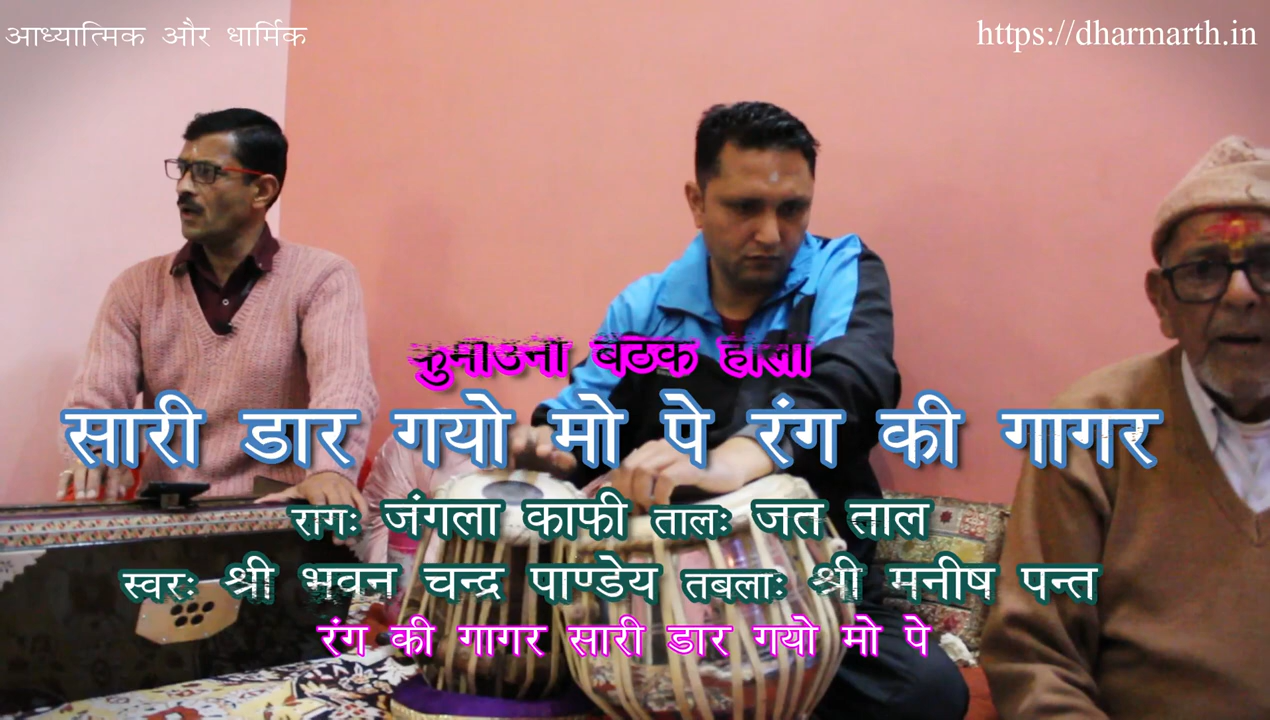 आध्यात्मिक और धार्मिक
https://dharmarth.in
कुमाउनी बैठक होली
सारी डार गयो मो पे रंग की गागर
रागः जंगला काफी तालः जत ताल
स्वरः श्री भुवन चन्द्र पाण्डेय तबलाः श्री मनीष पन्त
रंग की गागर सारी डार गयो मो पे